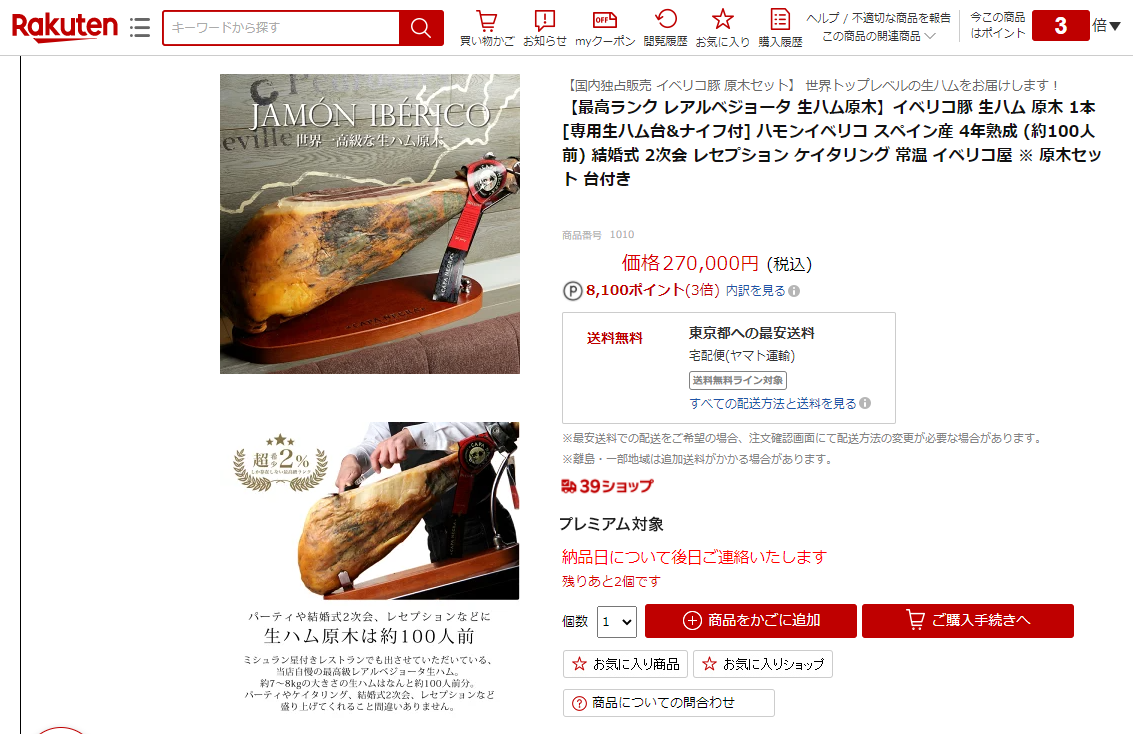 Rakuten
キーワードから探す
買い物かご
お知らせ
OFF
myクーポン
閲覧履歴
お気に入り
購入履歴
ヘルプ / 不適切な商品を報告
この商品の関連商品
今この商品
はポイント
3
倍▼
JAMÓN IBÉRICO
世界一高級な生ハム原木
eville
【国内独占販売 イベリコ豚 原木セット】 世界トップレベルの生ハムをお届けします！
【最高ランク レアルベジョータ 生ハム原木】イベリコ豚 生ハム 原木 1本
[専用生ハム台&ナイフ付] ハモンイベリコ スペイン産 4年熟成 (約100人
前) 結婚式 2次会 レセプション ケイタリング 常温 イベリコ屋 ※ 原木セッ
ト 台付き
商品番号 1010
価格270,000円 (税込)
P 8,100ポイント(3倍) 内訳を見る
送料無料
東京都への最安送料
宅配便(ヤマト運輸)
送料無料ライン対象
すべての配送方法と送料を見る
※最安送料での配送をご希望の場合、注文確認画面にて配送方法の変更が必要な場合があります。
※離島・一部地域は追加送料がかかる場合があります。
39ショップ
プレミアム対象
納品日について後日ご連絡いたします
残りあと2個です
個数
1
商品をかごに追加
ご購入手続きへ
お気に入り商品
お気に入りショップ
商品についての問合わせ
超希少2%
しか存在しない最高級ランク
パーティや結婚式2次会、レセプションなどに
生ハム原木は約100人前
ミシュラン星付きレストランでも出させていただいている、
当店自慢の最高級レアルベジョータ生ハム。
約7～8kgの大きさの生ハムはなんと約100人前分。
パーティやケイタリング、結婚式2次会、レセプションなど
盛り上げてくれること間違いありません。